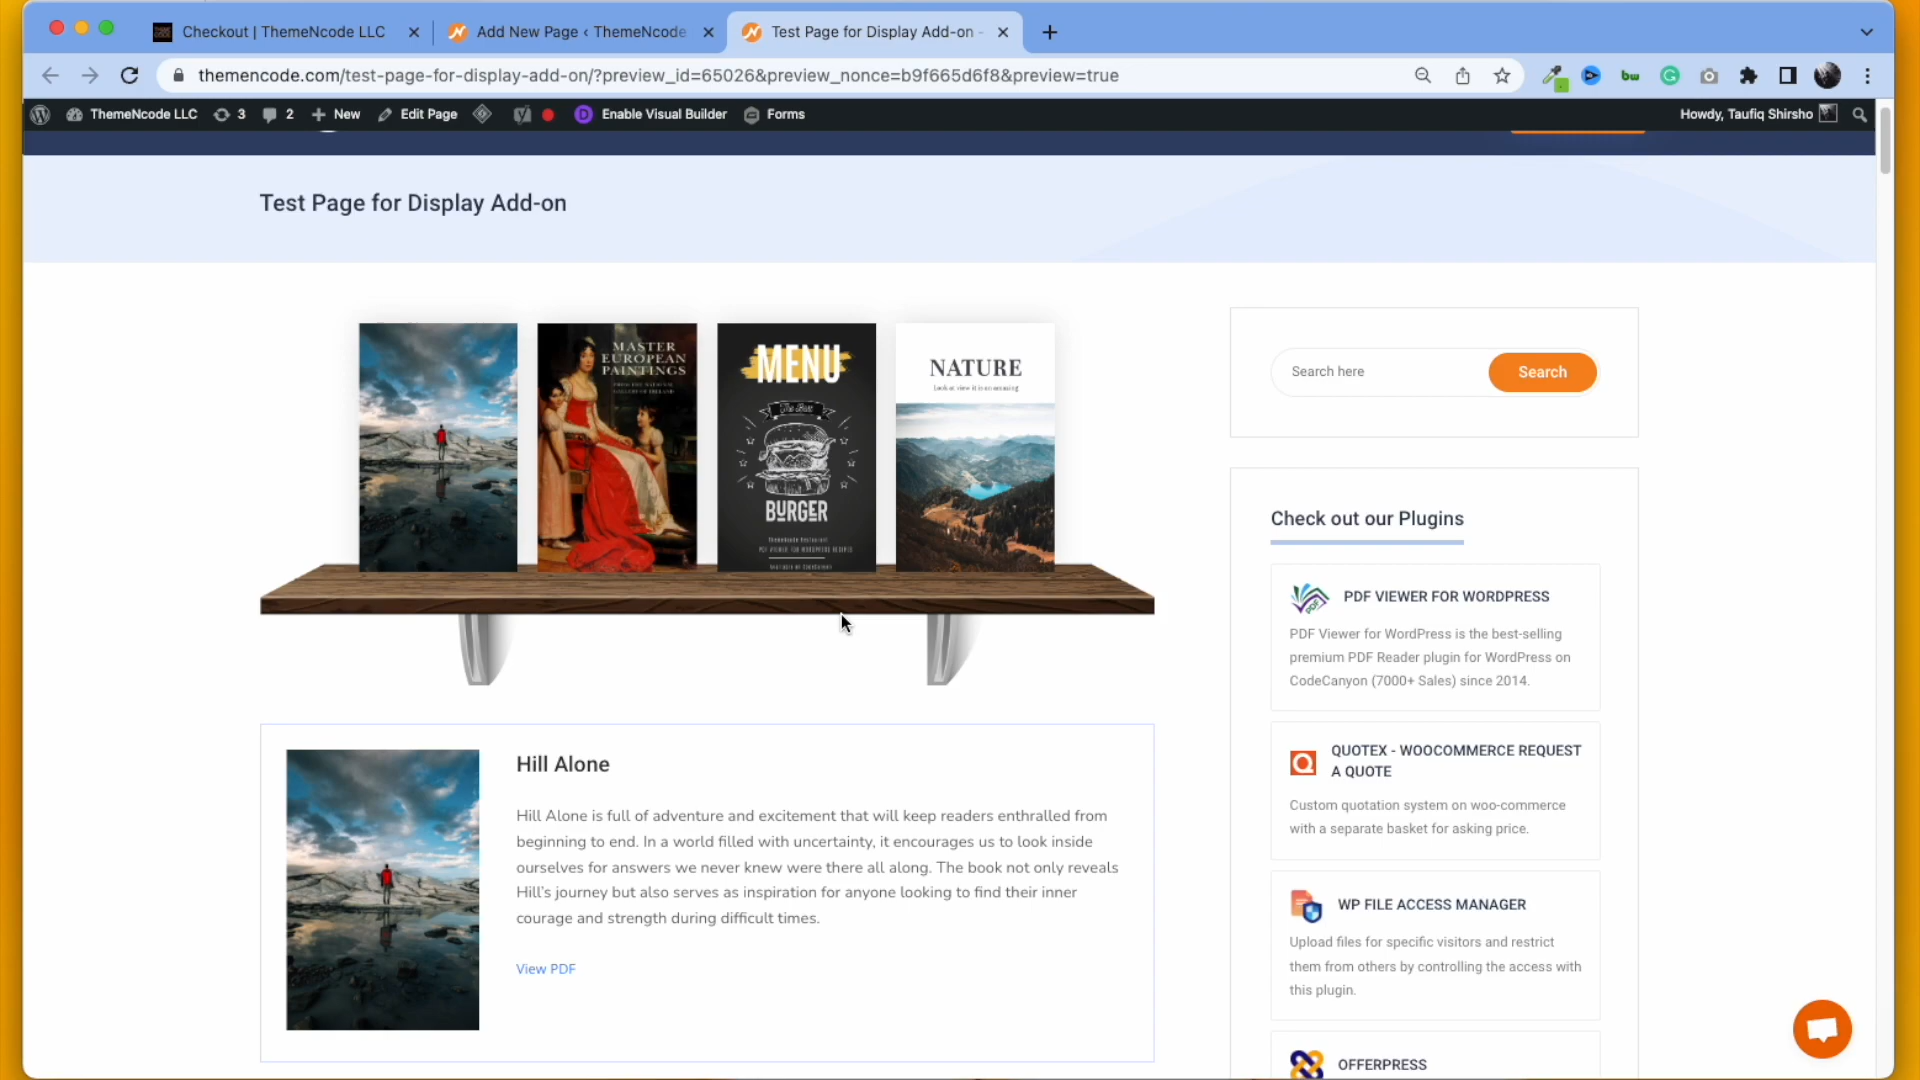 Checkout | ThemeNcode LLC
Add New Page ‹ ThemeNcode
Test Page for Display Add-on -
themencode.com/test-page-for-display-add-on/?preview_id=65026&preview_nonce=b9f665d6f8&preview=true
bw
ThemeNcode LLC 3 2 New Edit Page Enable Visual Builder Forms
Howdy, Taufiq Shirsho
Test Page for Display Add-on
MASTER
EUROPEAN
PAINTINGS
MENU
The Best
BURGER
NATURE
Look at view it is an amazing
Search here
Search
Check out our Plugins
PDF VIEWER FOR WORDPRESS
PDF Viewer for WordPress is the best-selling
premium PDF Reader plugin for WordPress on
CodeCanyon (7000+ Sales) since 2014.
QUOTEX - WOOCOMMERCE REQUEST
A QUOTE
Custom quotation system on woo-commerce
with a separate basket for asking price.
WP FILE ACCESS MANAGER
Upload files for specific visitors and restrict
them from others by controlling the access with
this plugin.
OFFERPRESS
Hill Alone
Hill Alone is full of adventure and excitement that will keep readers enthralled from
beginning to end. In a world filled with uncertainty, it encourages us to look inside
ourselves for answers we never knew were there all along. The book not only reveals
Hill's journey but also serves as inspiration for anyone looking to find their inner
courage and strength during difficult times.
View PDF